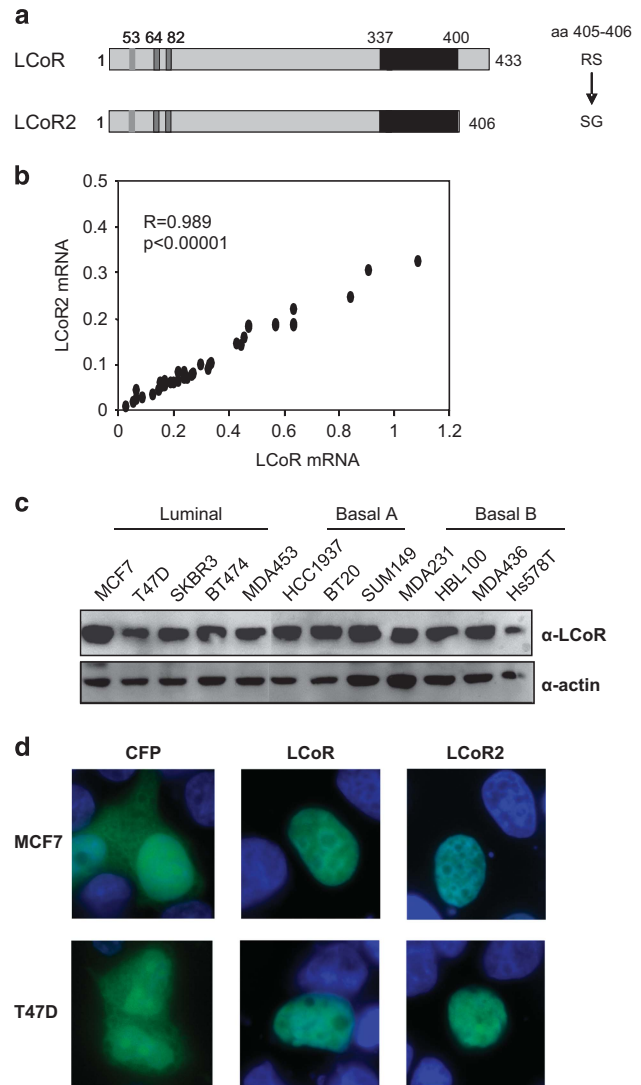 a
53 64 82 337 400 aa 405-406
LCoR 1 433 RS
LCoR2 1 406 SG
b
0.5
0.4
0.3
0.2
0.1
0
R=0.989
p<0.00001
LCoR2 mRNA
0 0.2 0.4 0.6 0.8 1 1.2
LCoR mRNA
c
Luminal Basal A Basal B
MCF7 T47D SKBR3 BT474 MDA453 HCC1937 BT20 SUM149 MDA231 HBL100 MDA436 Hs578T
α-LCoR
α-actin
d
CFP LCoR LCoR2
MCF7
T47D